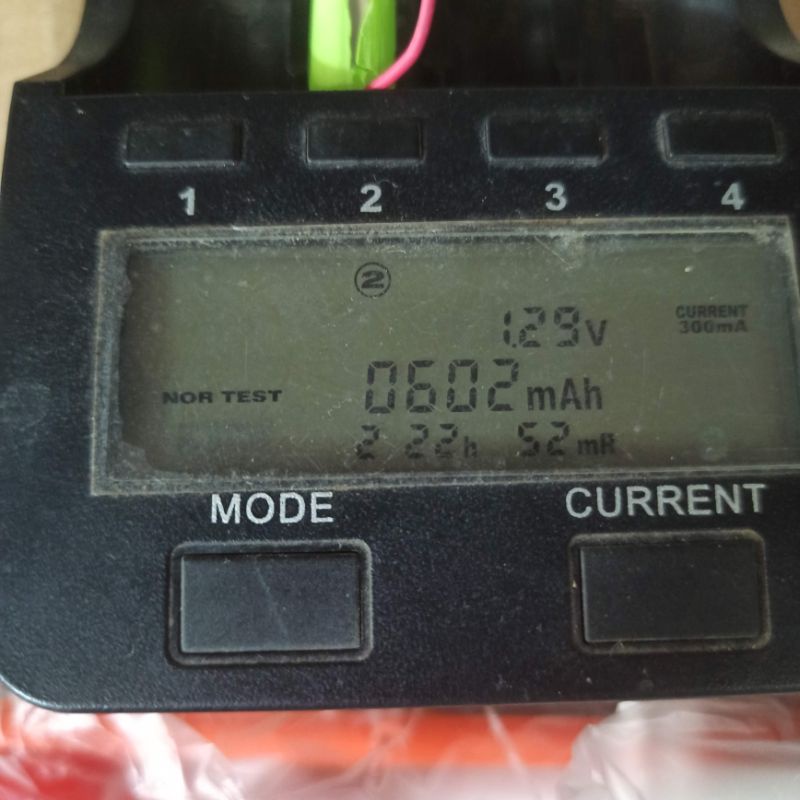 1 2 3 4
②
1.29V
CURRENT
300mA
NOR TEST 0602mAh
2 22h 52mR
MODE CURRENT